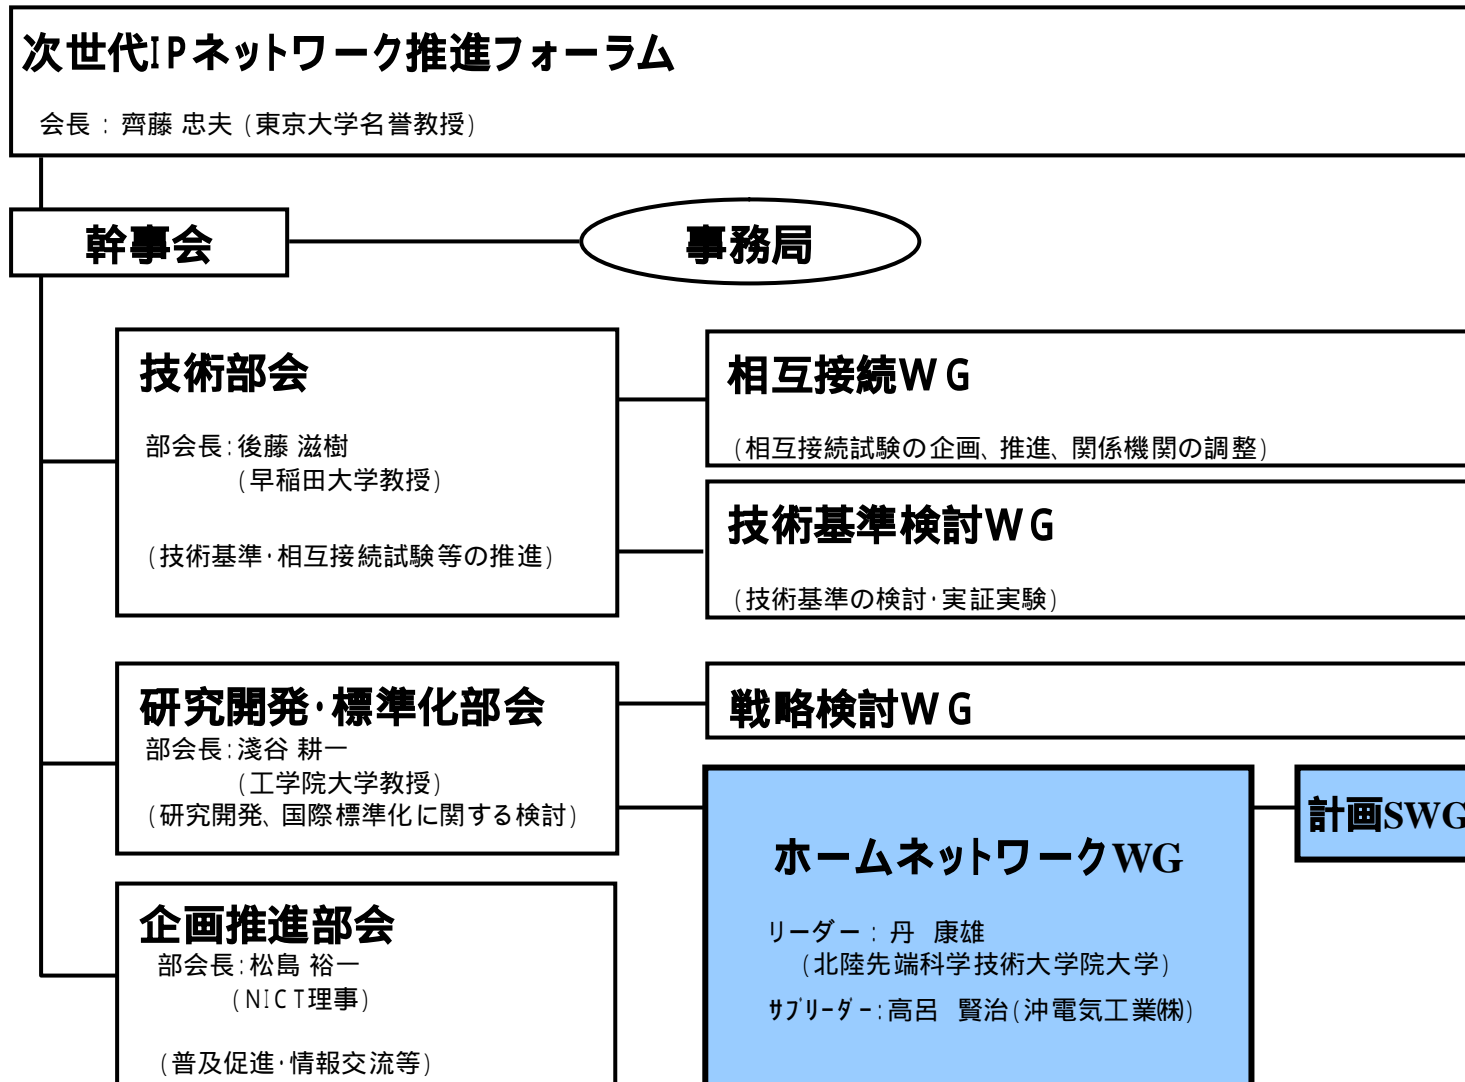 次世代IPネットワーク推進フォーラム
会長：齊藤 忠夫（東京大学名誉教授）
幹事会
事務局
技術部会
部会長：後藤 滋樹
（早稲田大学教授）
（技術基準・相互接続試験等の推進）
相互接続WG
（相互接続試験の企画、推進、関係機関の調整）
技術基準検討WG
（技術基準の検討・実証実験）
研究開発・標準化部会
部会長：淺谷 耕一
（工学院大学教授）
（研究開発、国際標準化に関する検討）
戦略検討WG
ホームネットワークWG
リーダー：丹 康雄
（北陸先端科学技術大学院大学）
サブリーダー：高呂 賢治（沖電気工業㈱）
計画SWG
企画推進部会
部会長：松島 裕一
（NICT理事）
（普及促進・情報交流等）